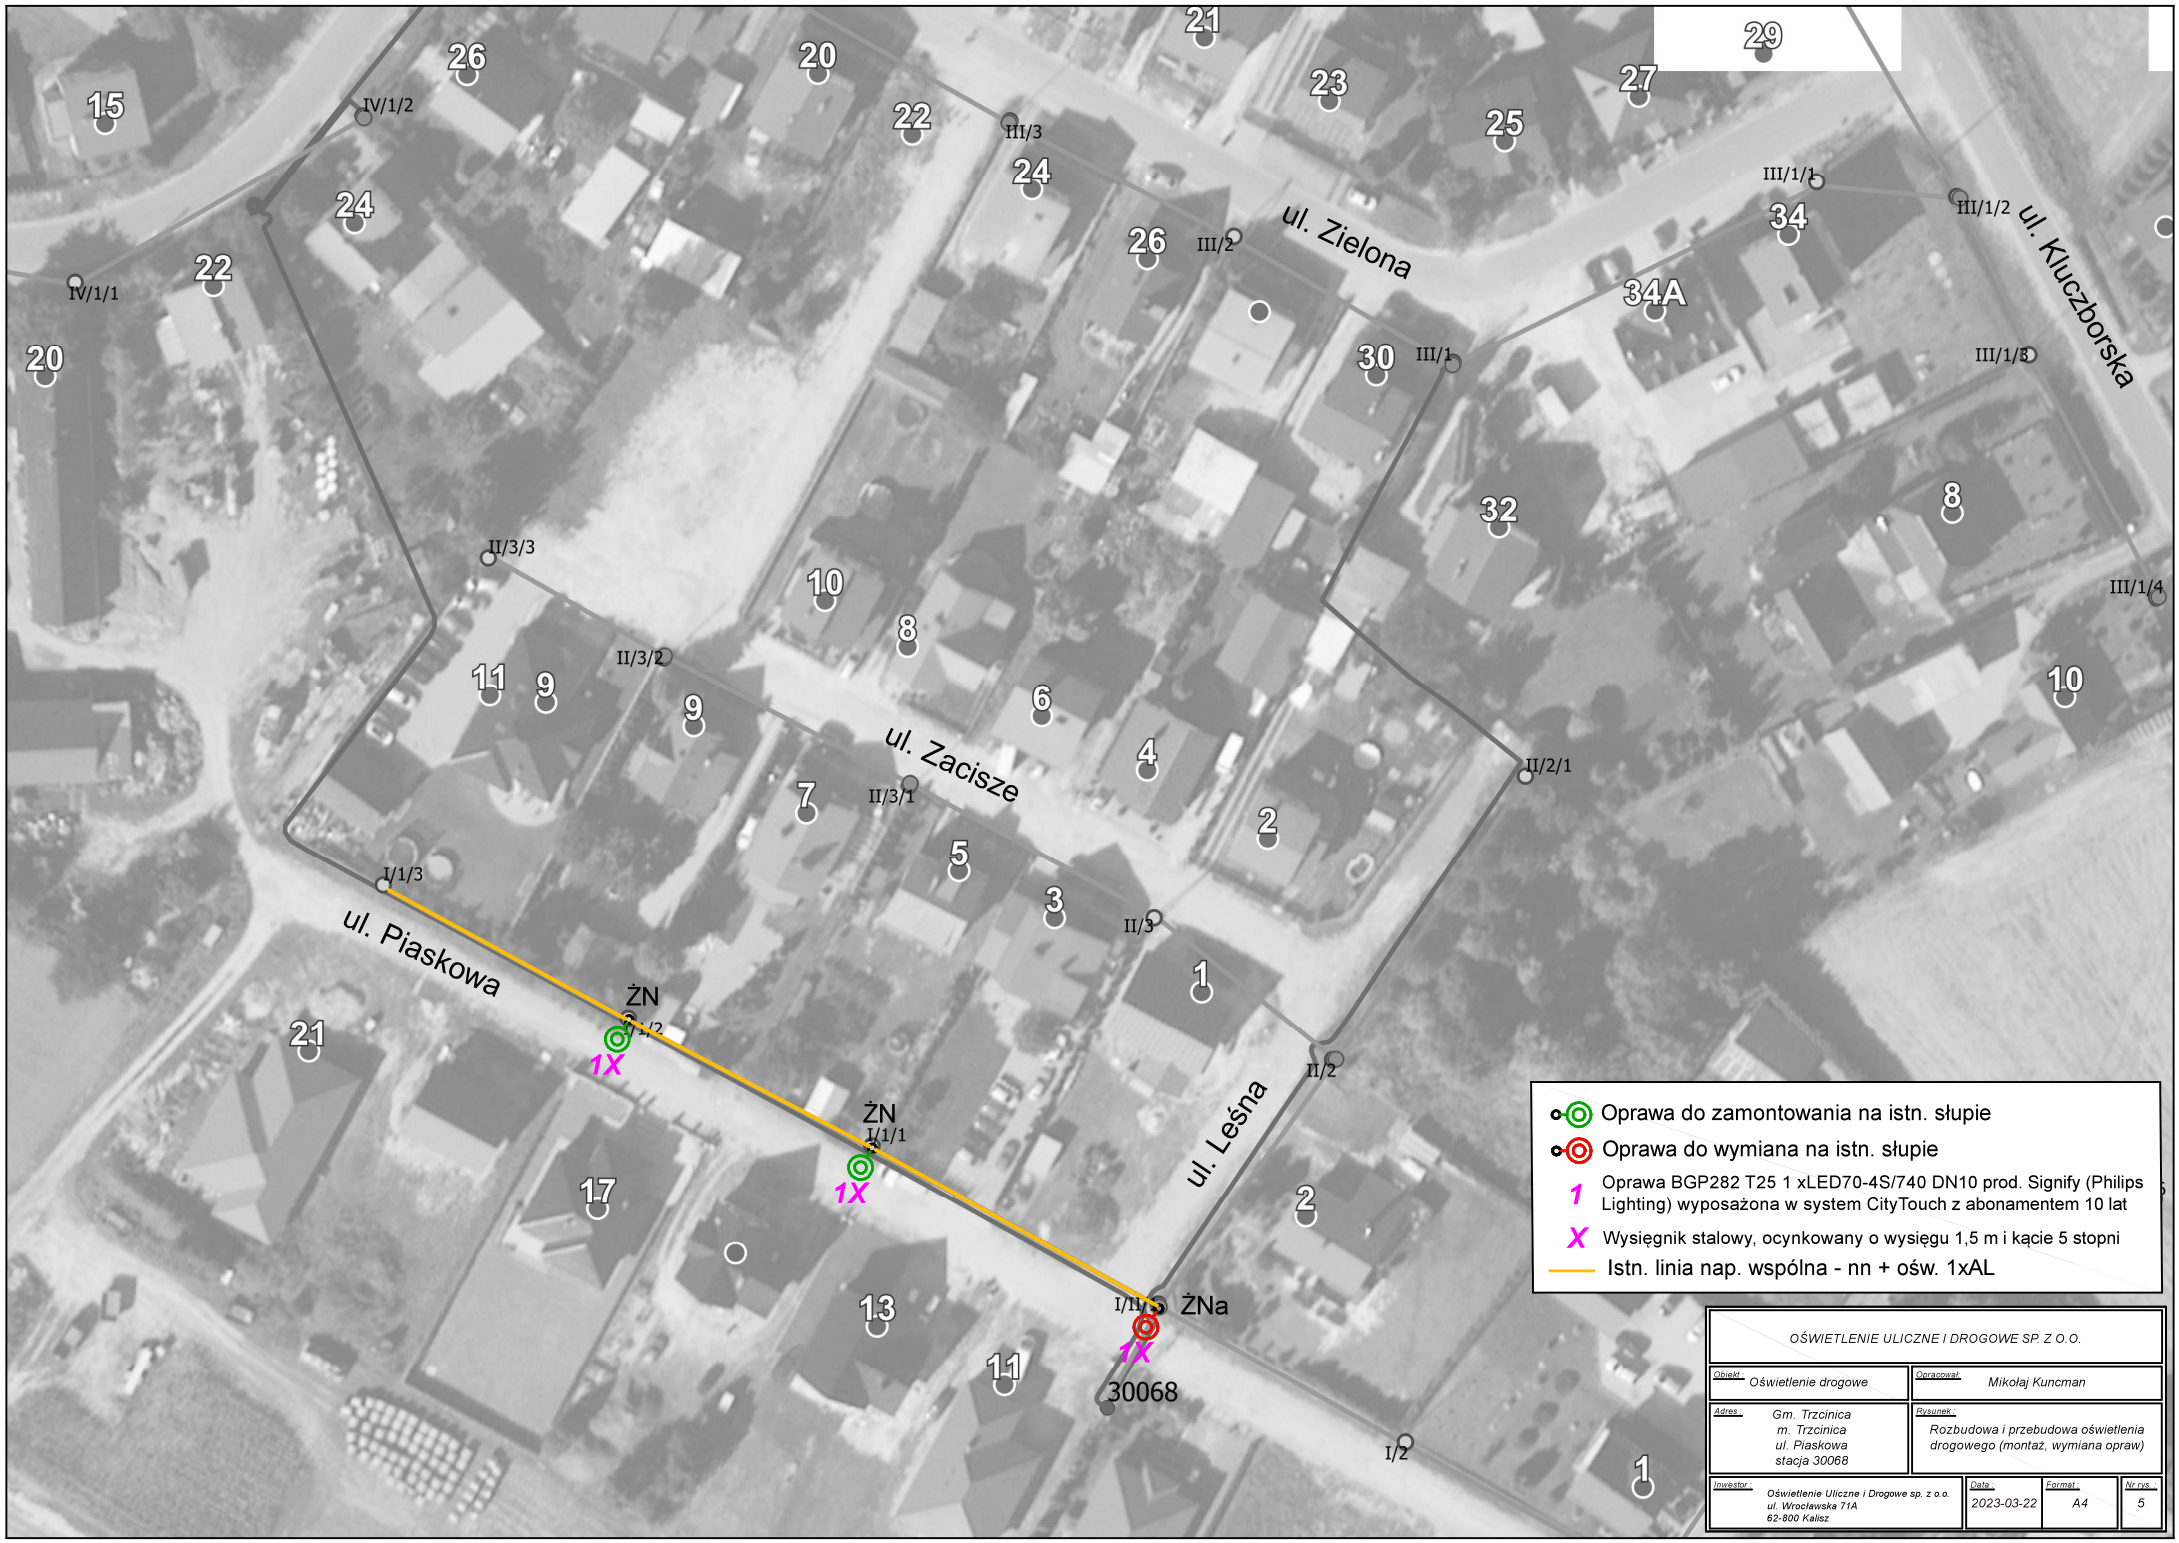 21
29
20
26
23
27
15
IV/1/2
22
III/3
25
24
III/1/1
24
III/1/2
26
III/2
34
ul. Zielona
ul. Kluczborska
22
IV/1/1
34A
20
30
III/1
III/1/3
8
32
II/3/3
10
III/1/4
8
II/3/2
11
9
6
10
9
ul. Zacisze
4
II/2/1
7
II/3/1
2
5
I/1/3
3
II/3
ul. Piaskowa
1
ŻN
21
II/2
1X
ŻN
I/1/1
ul. Leśna
1X
17
2
13
ŻNa
1X
11
30068
I/2
1
Oprawa do zamontowania na istn. słupie
Oprawa do wymiana na istn. słupie
1 Oprawa BGP282 T25 1 xLED70-4S/740 DN10 prod. Signify (Philips
Lighting) wyposażona w system CityTouch z abonamentem 10 lat
X Wysięgnik stalowy, ocynkowany o wysięgu 1,5 m i kącie 5 stopni
Istn. linia nap. wspólna - nn + ośw. 1xAL
OŚWIETLENIE ULICZNE I DROGOWE SP. Z O.O.
Obiekt : Oświetlenie drogowe
Opracował: Mikołaj Kuncman
Adres : Gm. Trzcinica
m. Trzcinica
ul. Piaskowa
stacja 30068
Rysunek :
Rozbudowa i przebudowa oświetlenia
drogowego (montaż, wymiana opraw)
Inwestor : Oświetlenie Uliczne i Drogowe sp. z o.o.
ul. Wrocławska 71A
62-800 Kalisz
Data : 2023-03-22
Format : A4
Nr rys. : 5